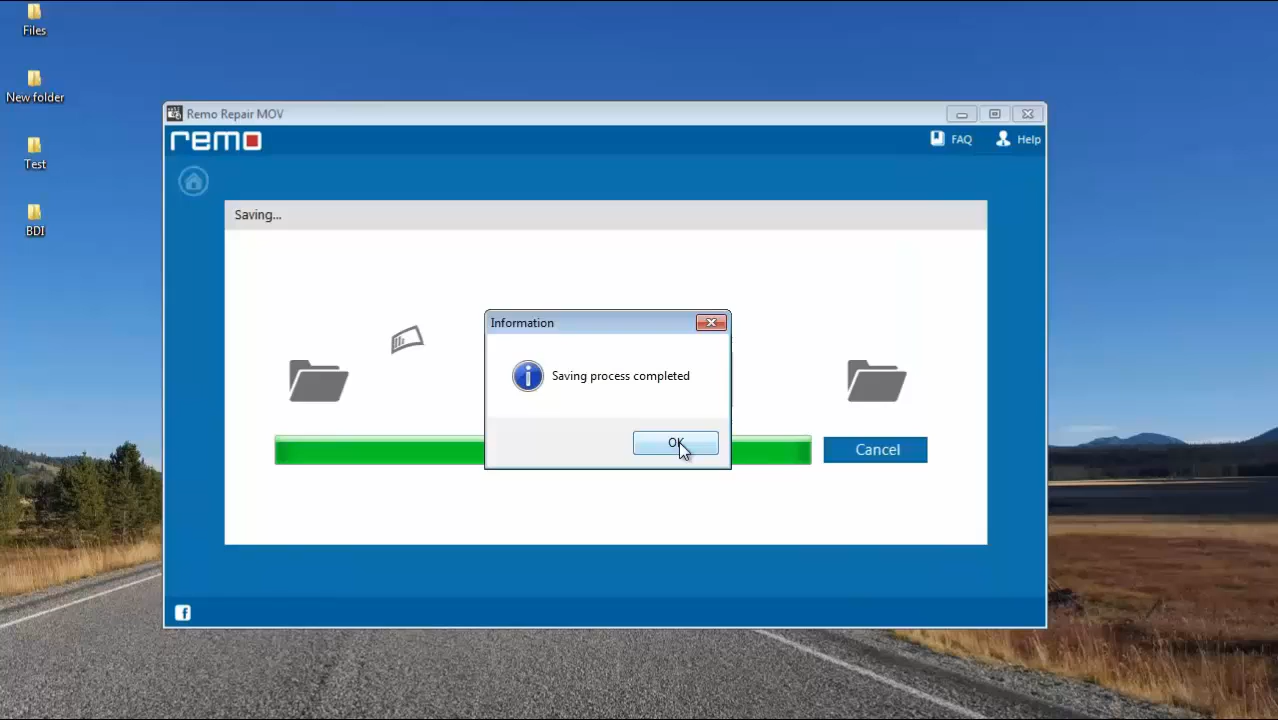 Files
New folder
Test
BDI
Remo Repair MOV
remo
FAQ
Help
Saving...
Information
Saving process completed
OK
Cancel
f